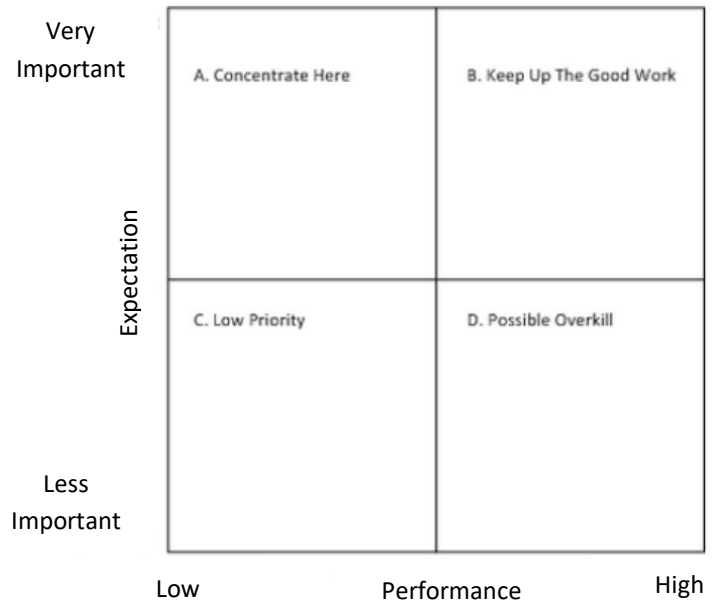 Very
Important
A. Concentrate Here
B. Keep Up The Good Work
Expectation
C. Low Priority
D. Possible Overkill
Less
Important
Low
Performance
High